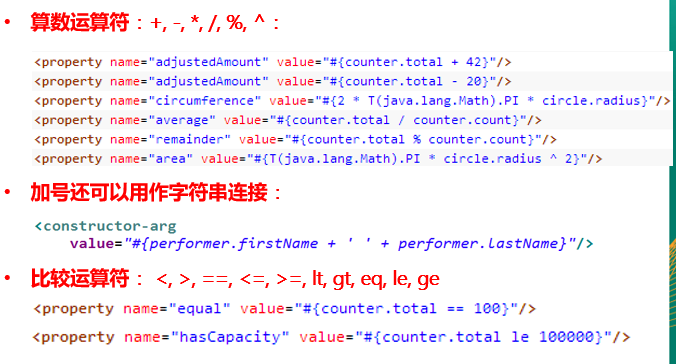 • 算数运算符：+, -, *, /, %, ^：
<property name="adjustedAmount" value="#{counter.total + 42}"/>
<property name="adjustedAmount" value="#{counter.total - 20}"/>
<property name="circumference" value="#{2 * T(java.lang.Math).PI * circle.radius}"/>
<property name="average" value="#{counter.total / counter.count}"/>
<property name="remainder" value="#{counter.total % counter.count}"/>
<property name="area" value="#{T(java.lang.Math).PI * circle.radius ^ 2}"/>
• 加号还可以用作字符串连接：
<constructor-arg
value="#{performer.firstName + ' ' + performer.lastName}"/>
• 比较运算符： <, >, ==, <=, >=, lt, gt, eq, le, ge
<property name="equal" value="#{counter.total == 100}"/>
<property name="hasCapacity" value="#{counter.total le 100000}"/>